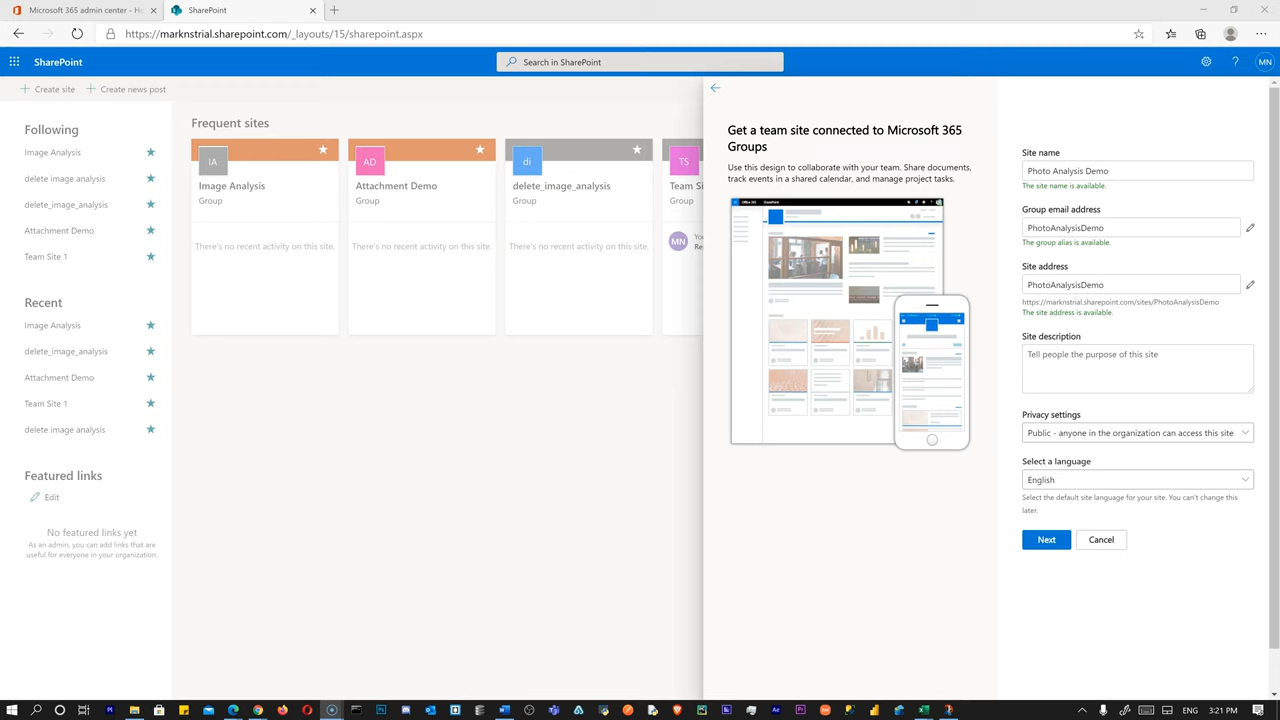 Microsoft 365 admin center - H
SharePoint
https://marknstrial.sharepoint.com/_layouts/15/sharepoint.aspx
SharePoint
Search in SharePoint
?
MN
Create site
Create news post
Following
Image Analysis
delete image analysis
delete_image_analysis
Attachment Demo
Team Site 1
Recent
Image Analysis
delete_image_analysis
Attachment Demo
Team Site 1
delete image analysis
Featured links
Edit
No featured links yet
As an admin, you can add links that are
useful for everyone in your organization.
Frequent sites
IA
Image Analysis
Group
There's no recent activity on this site.
AD
Attachment Demo
Group
There's no recent activity on this site.
di
delete_image_analysis
Group
There's no recent activity on this site.
TS
Team Si
Group
MN
You
Re
Get a team site connected to Microsoft 365
Groups
Use this design to collaborate with your team. Share documents,
track events in a shared calendar, and manage project tasks.
Office 365
SharePoint
Site name
Photo Analysis Demo
The site name is available.
Group email address
PhotoAnalysisDemo
The group alias is available.
Site address
PhotoAnalysisDemo
https://marknstrial.sharepoint.com/sites/PhotoAnalysisDemo
The site address is available.
Site description
Tell people the purpose of this site
Privacy settings
Public - anyone in the organization can access this site
Select a language
English
Select the default site language for your site. You can't change this
later.
Next
Cancel
ENG
3:21 PM